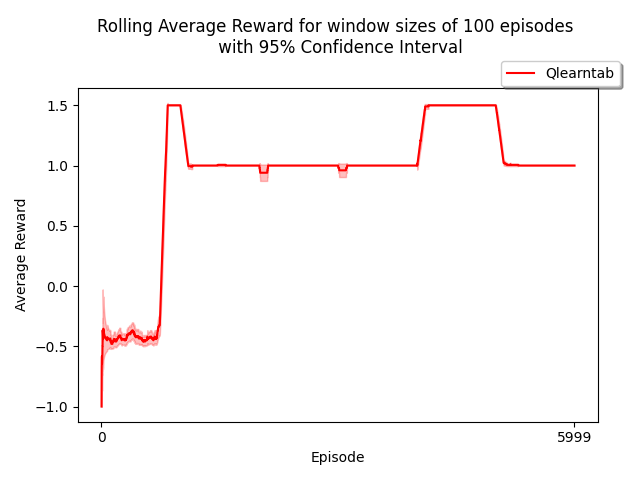 Rolling Average Reward for window sizes of 100 episodes
with 95% Confidence Interval
Qlearntab
1.5
1.0
0.5
0.0
−0.5
−1.0
Average Reward
0
5999
Episode